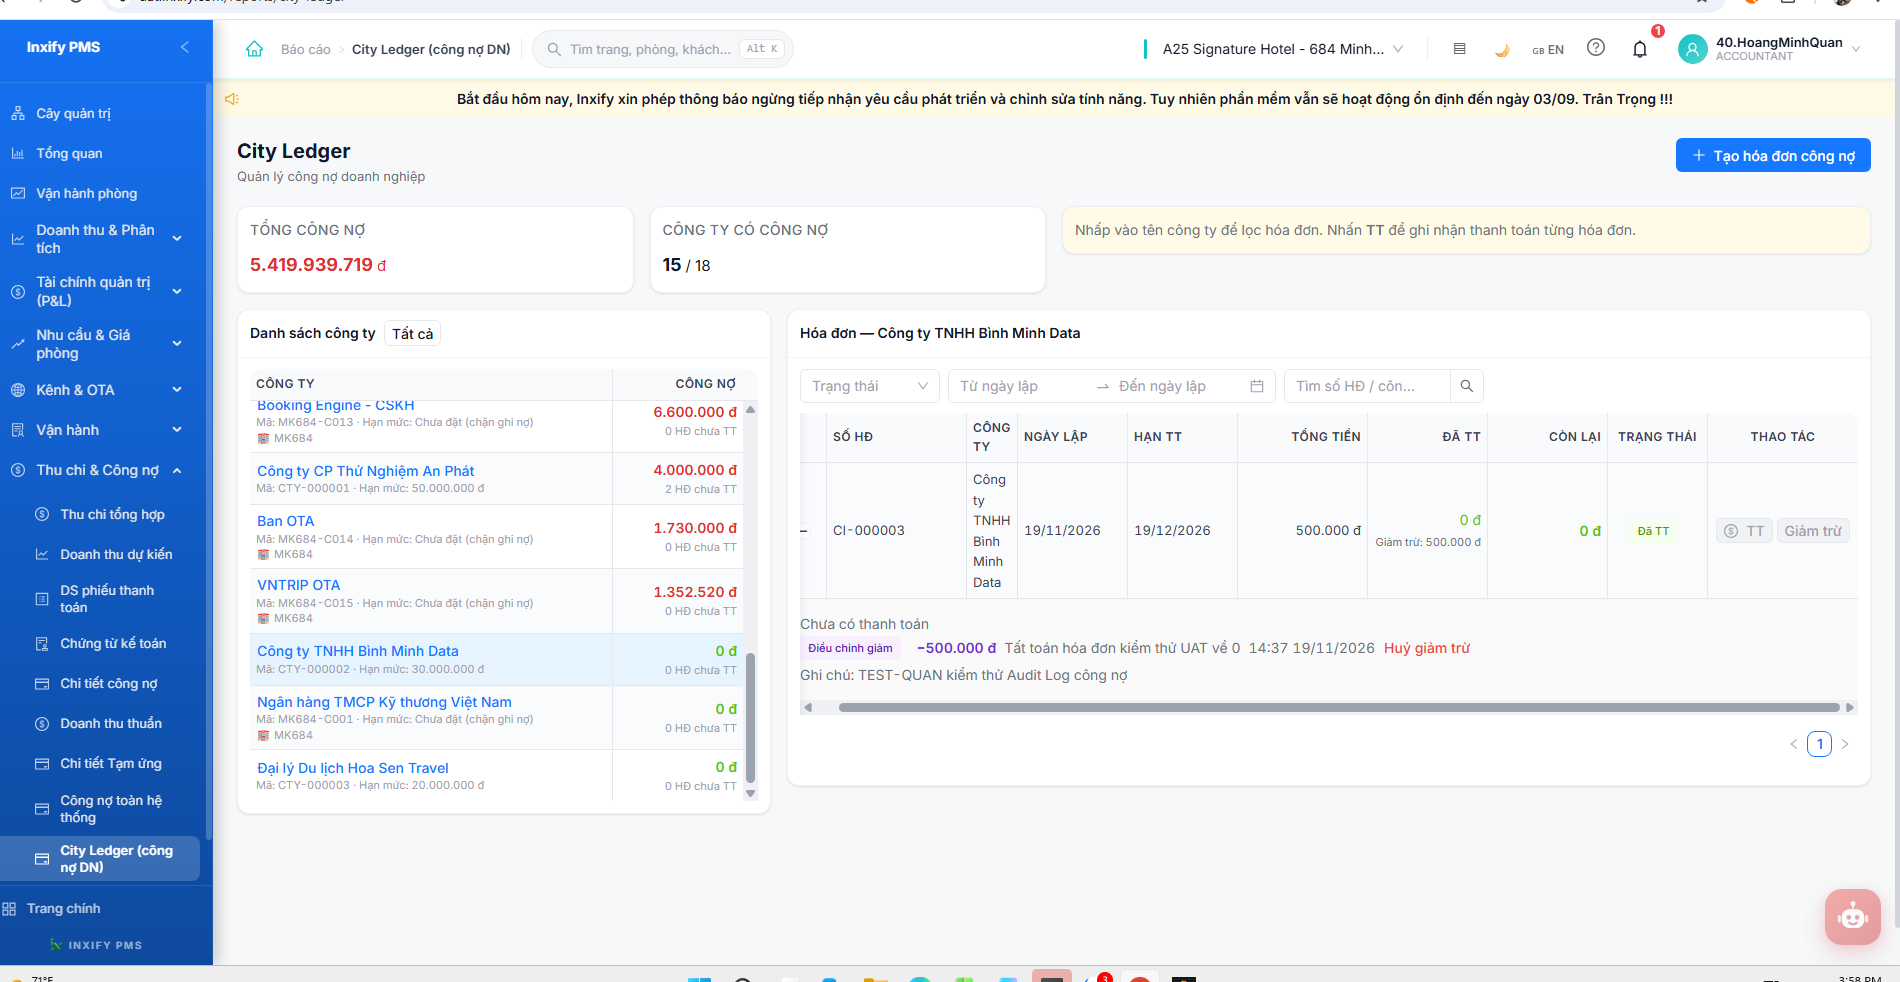 Inxify PMS
Báo cáo
City Ledger (công nợ DN)
Tìm trang, phòng, khách...
Alt K
A25 Signature Hotel - 684 Minh...
GB EN
1
40.HoangMinhQuan
ACCOUNTANT
Bắt đầu hôm nay, Inxify xin phép thông báo ngừng tiếp nhận yêu cầu phát triển và chỉnh sửa tính năng. Tuy nhiên phần mềm vẫn sẽ hoạt động ổn định đến ngày 03/09. Trân Trọng !!!
Cây quản trị
Tổng quan
Vận hành phòng
Doanh thu & Phân
tích
Tài chính quản trị
(P&L)
Nhu cầu & Giá
phòng
Kênh & OTA
Vận hành
Thu chi & Công nợ
Thu chi tổng hợp
Doanh thu dự kiến
DS phiếu thanh
toán
Chứng từ kế toán
Chi tiết công nợ
Doanh thu thuần
Chi tiết Tạm ứng
Công nợ toàn hệ
thống
City Ledger (công
nợ DN)
Trang chính
INXIFY PMS
City Ledger
Quản lý công nợ doanh nghiệp
Tạo hóa đơn công nợ
TỔNG CÔNG NỢ
5.419.939.719 đ
CÔNG TY CÓ CÔNG NỢ
15 / 18
Nhấp vào tên công ty để lọc hóa đơn. Nhấn TT để ghi nhận thanh toán từng hóa đơn.
Danh sách công ty
Tất cả
CÔNG TY
CÔNG NỢ
Booking Engine - CSKH
6.600.000 đ
Mã: MK684-C013 · Hạn mức: Chưa đặt (chặn ghi nợ)
0 HĐ chưa TT
MK684
Công ty CP Thử Nghiệm An Phát
4.000.000 đ
Mã: CTY-000001 · Hạn mức: 50.000.000 đ
2 HĐ chưa TT
Ban OTA
1.730.000 đ
Mã: MK684-C014 · Hạn mức: Chưa đặt (chặn ghi nợ)
0 HĐ chưa TT
MK684
VNTRIP OTA
1.352.520 đ
Mã: MK684-C015 · Hạn mức: Chưa đặt (chặn ghi nợ)
0 HĐ chưa TT
MK684
Công ty TNHH Bình Minh Data
0 đ
Mã: CTY-000002 · Hạn mức: 30.000.000 đ
0 HĐ chưa TT
Ngân hàng TMCP Kỹ thương Việt Nam
0 đ
Mã: MK684-C001 · Hạn mức: Chưa đặt (chặn ghi nợ)
0 HĐ chưa TT
MK684
Đại lý Du lịch Hoa Sen Travel
0 đ
Mã: CTY-000003 · Hạn mức: 20.000.000 đ
0 HĐ chưa TT
Hóa đơn — Công ty TNHH Bình Minh Data
Trạng thái
Từ ngày lập
Đến ngày lập
Tìm số HĐ / côn...
SỐ HĐ
CÔNG
TY
NGÀY LẬP
HẠN TT
TỔNG TIỀN
ĐÃ TT
CÒN LẠI
TRẠNG THÁI
THAO TÁC
CI-000003
Công
ty
TNHH
Bình
Minh
Data
19/11/2026
19/12/2026
500.000 đ
0 đ
Giảm trừ: 500.000 đ
0 đ
Đã TT
TT
Giảm trừ
Chưa có thanh toán
Điều chỉnh giảm
−500.000 đ
Tất toán hóa đơn kiểm thử UAT về 0
14:37 19/11/2026
Huỷ giảm trừ
Ghi chú: TEST-QUAN kiểm thử Audit Log công nợ
1
71°F
3
3:58 PM